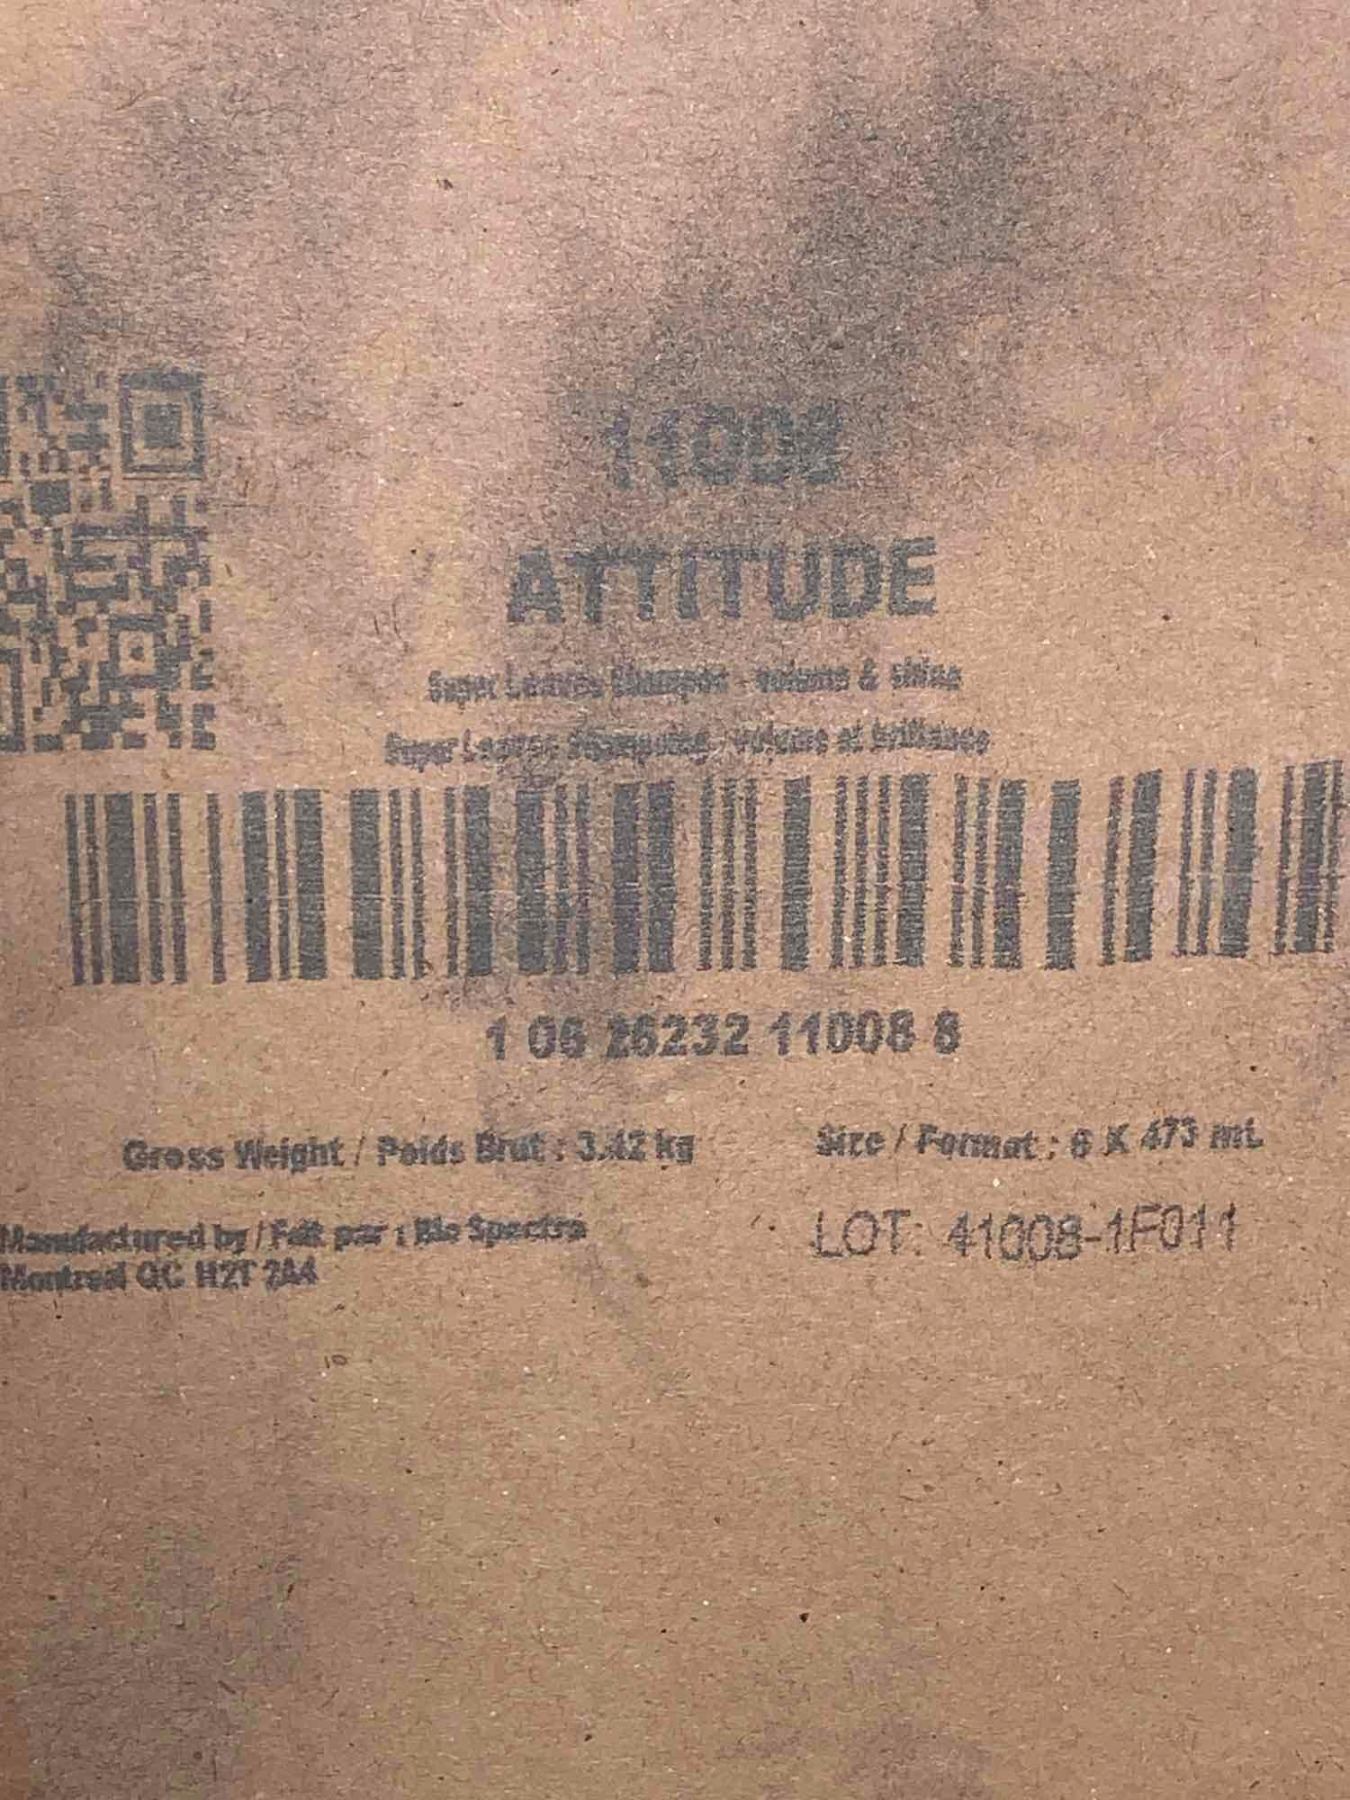 11008
ATTITUDE
Super Leaves Shampoo - volume & shine
Super Leaves Shampooing - volume et brillance
1 06 26232 11008 8
Gross Weight / Poids Brut : 3.42 kg
Size / Format : 6 X 473 mL
Manufactured by / Fait par : Bio Spectra
Montreal QC H2T 2A4
LOT: 41008-1F011